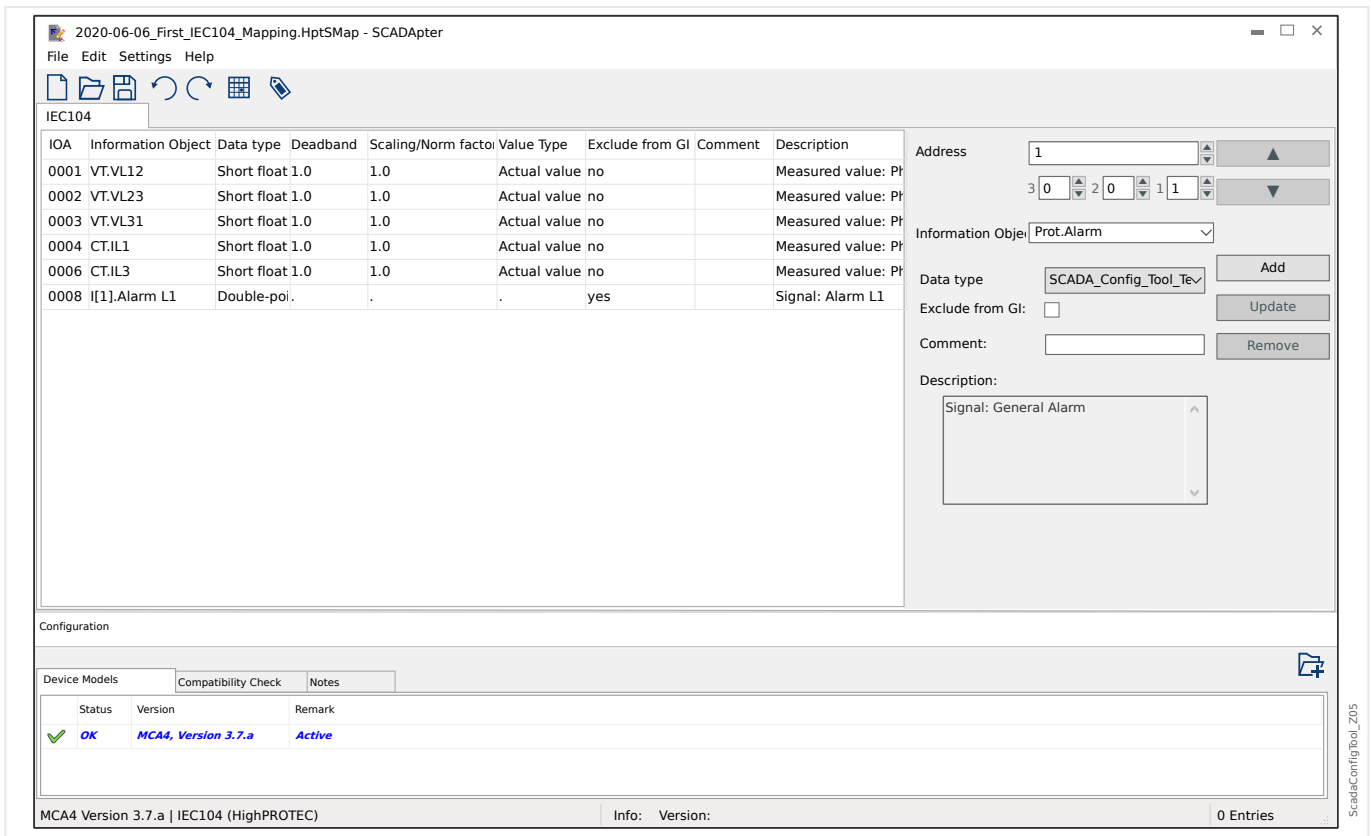 2020-06-06_First_IEC104_Mapping.HptSMap - SCADApter
File Edit Settings Help
IEC104
IOA Information Object Data type Deadband Scaling/Norm factor Value Type Exclude from GI Comment Description
0001 VT.VL12 Short float 1.0 1.0 Actual value no Measured value: Ph
0002 VT.VL23 Short float 1.0 1.0 Actual value no Measured value: Ph
0003 VT.VL31 Short float 1.0 1.0 Actual value no Measured value: Ph
0004 CT.IL1 Short float 1.0 1.0 Actual value no Measured value: Ph
0006 CT.IL3 Short float 1.0 1.0 Actual value no Measured value: Ph
0008 I[1].Alarm L1 Double-poi. . . . yes Signal: Alarm L1
Address 1 ▲
3 0 2 0 1 1 ▼
Information Obje Prot.Alarm
Add
Data type SCADA_Config_Tool_Te
Exclude from GI: Update
Comment: Remove
Description:
Signal: General Alarm
Configuration
Device Models Compatibility Check Notes
Status Version Remark
OK MCA4, Version 3.7.a Active
MCA4 Version 3.7.a | IEC104 (HighPROTEC) Info: Version: 0 Entries
ScadaConfigTool_Z05